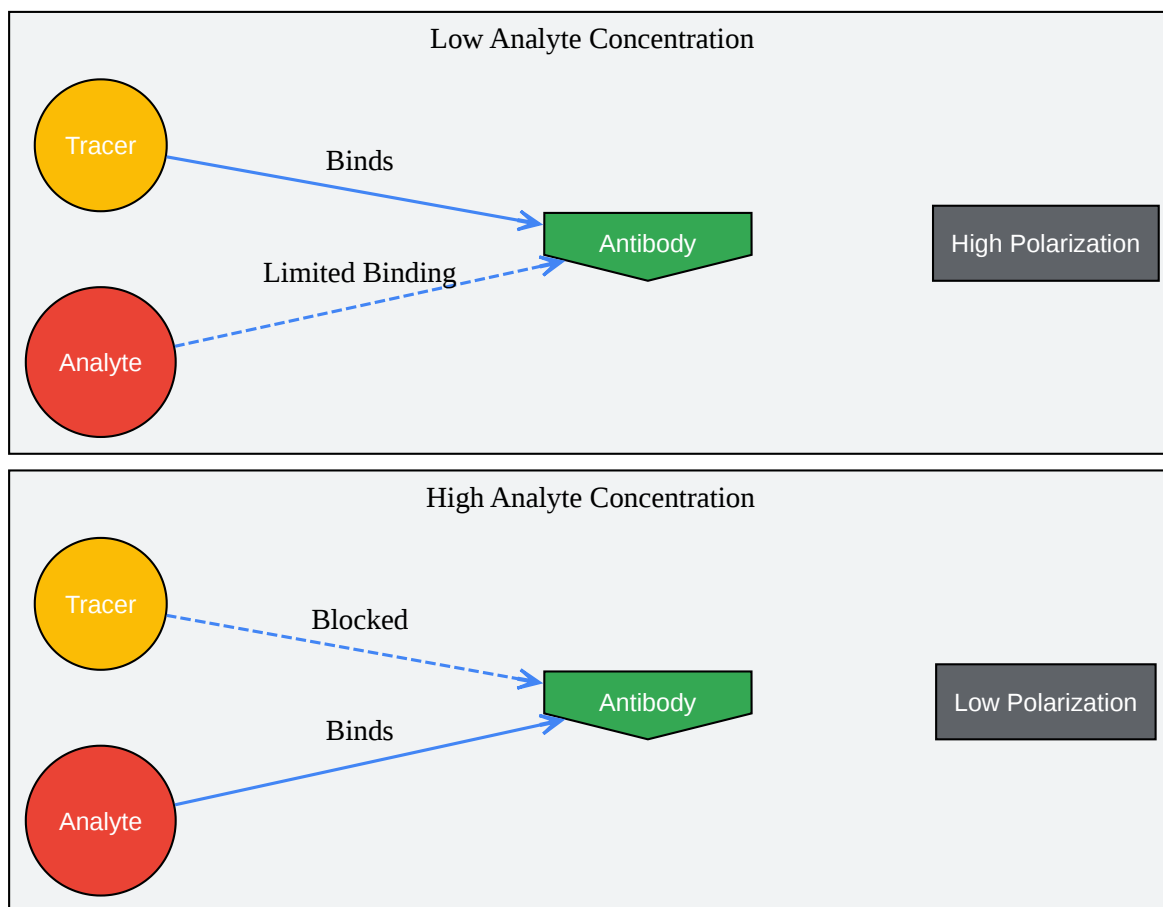 Low Analyte Concentration
Tracer
Binds
Antibody
High Polarization
Limited Binding
Analyte
High Analyte Concentration
Tracer
Blocked
Antibody
Low Polarization
Binds
Analyte